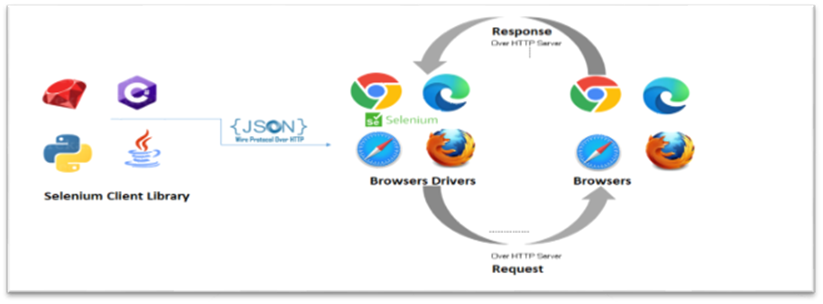 Response
Over HTTP Server
C#
{JSON}
Wire Protocol Over HTTP
Se Selenium
Java
Selenium Client Library
Browsers Drivers
Browsers
Over HTTP Server
Request